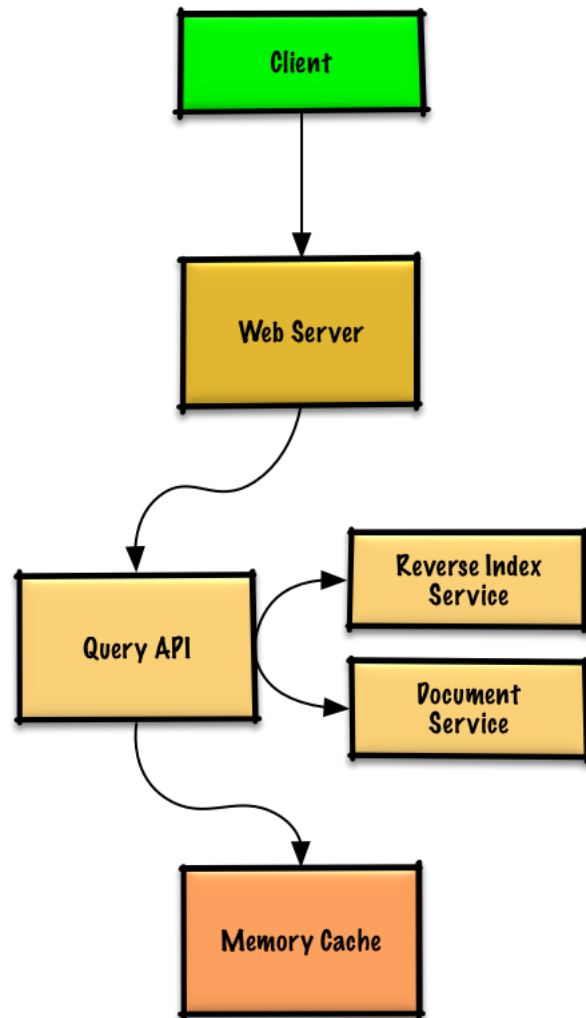 Client
Web Server
Reverse Index
Service
Query API
Document
Service
Memory Cache